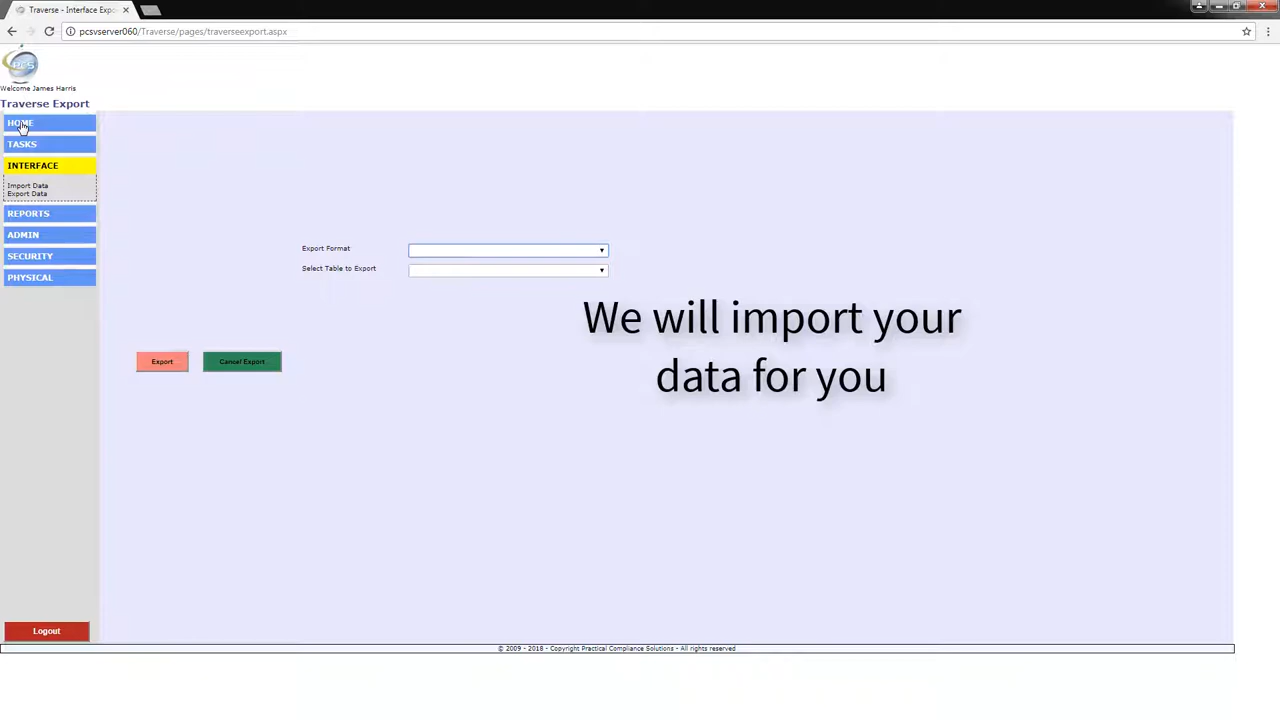 Traverse - Interface Expo
pcsvserver060/Traverse/pages/traverseexport.aspx
PCS
Welcome James Harris
Traverse Export
HOME
TASKS
INTERFACE
Import Data
Export Data
REPORTS
ADMIN
SECURITY
PHYSICAL
Export Format
Select Table to Export
We will import your
data for you
Export
Cancel Export
Logout
© 2009 - 2018 - Copyright Practical Compliance Solutions - All rights reserved